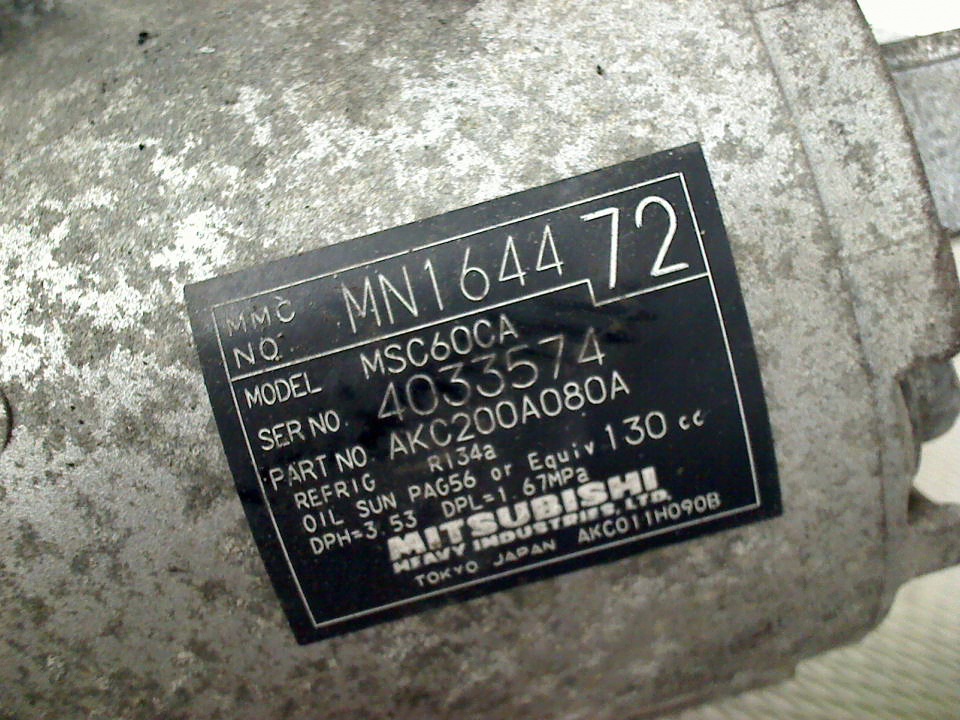 MMC NO. MN164472
MODEL MSC60CA
SER NO. 4033574
PART NO AKC200A080A
REFRIG R134a
OIL SUN PAG56 or Equiv 130 cc
DPH=3.53 DPL=1.67MPa
MITSUBISHI
HEAVY INDUSTRIES, LTD.
TOKYO JAPAN AKC011H090B